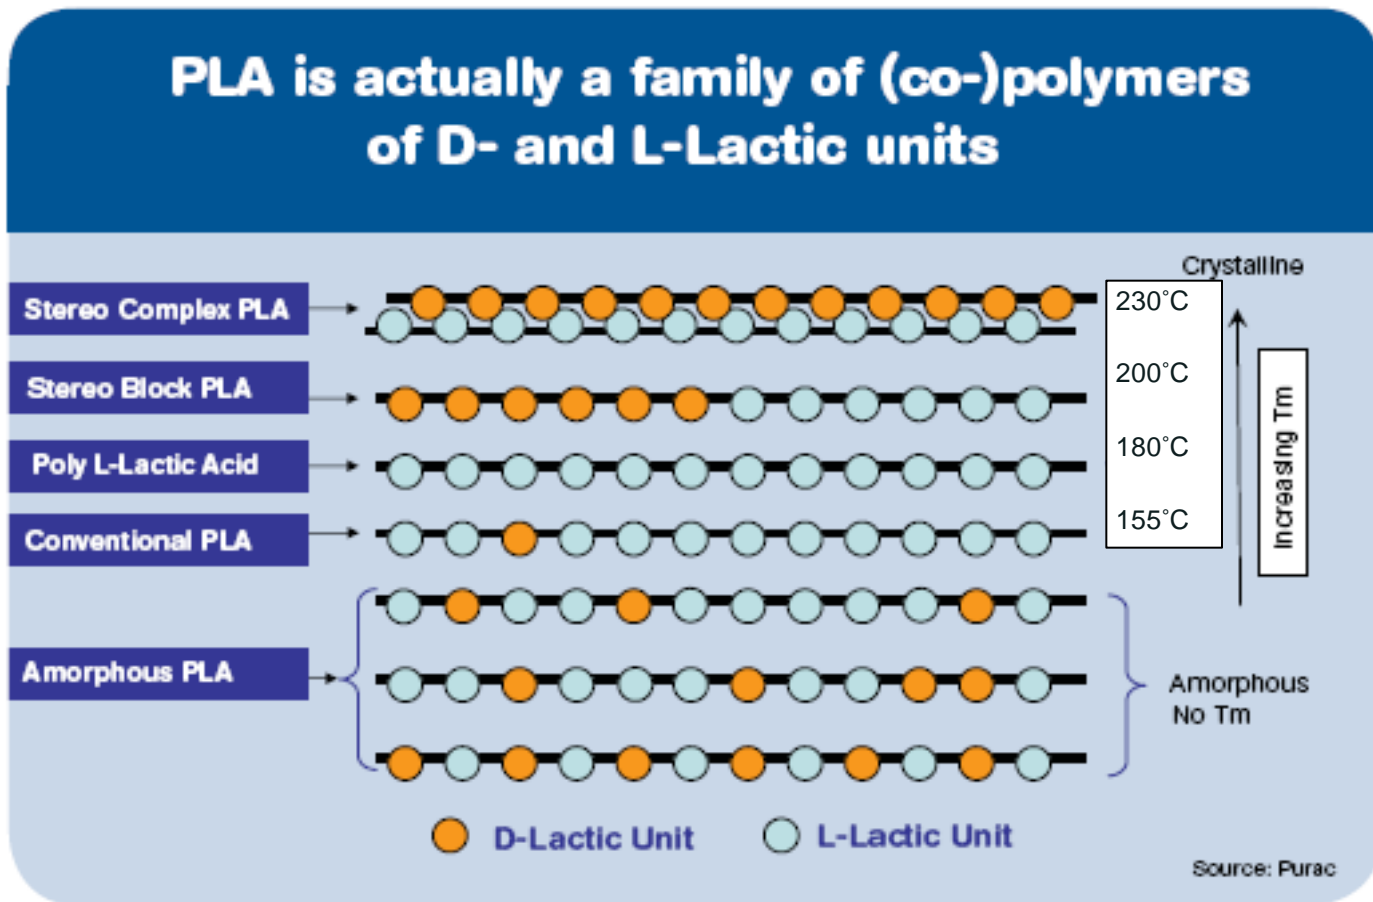 PLA is actually a family of (co-)polymers
of D- and L-Lactic units
Crystalline
Stereo Complex PLA
230˚C
Stereo Block PLA
200˚C
Poly L-Lactic Acid
180˚C
Conventional PLA
155˚C
Increasing Tm
Amorphous PLA
Amorphous
No Tm
D-Lactic Unit
L-Lactic Unit
Source: Purac